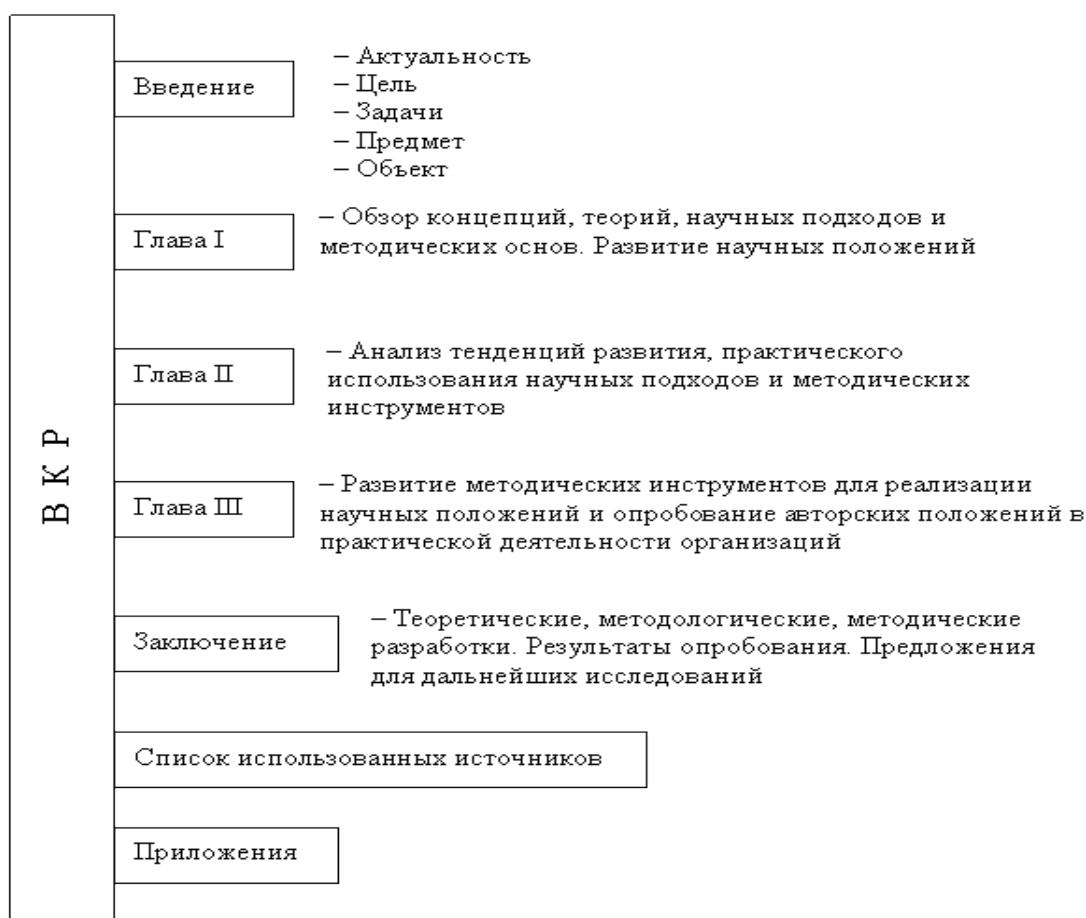 В К Р
Введение
– Актуальность
– Цель
– Задачи
– Предмет
– Объект
Глава I
– Обзор концепций, теорий, научных подходов и
методических основ. Развитие научных положений
Глава II
– Анализ тенденций развития, практического
использования научных подходов и методических
инструментов
Глава III
– Развитие методических инструментов для реализации
научных положений и опробование авторских положений в
практической деятельности организаций
Заключение
– Теоретические, методологические, методические
разработки. Результаты опробования. Предложения
для дальнейших исследований
Список использованных источников
Приложения